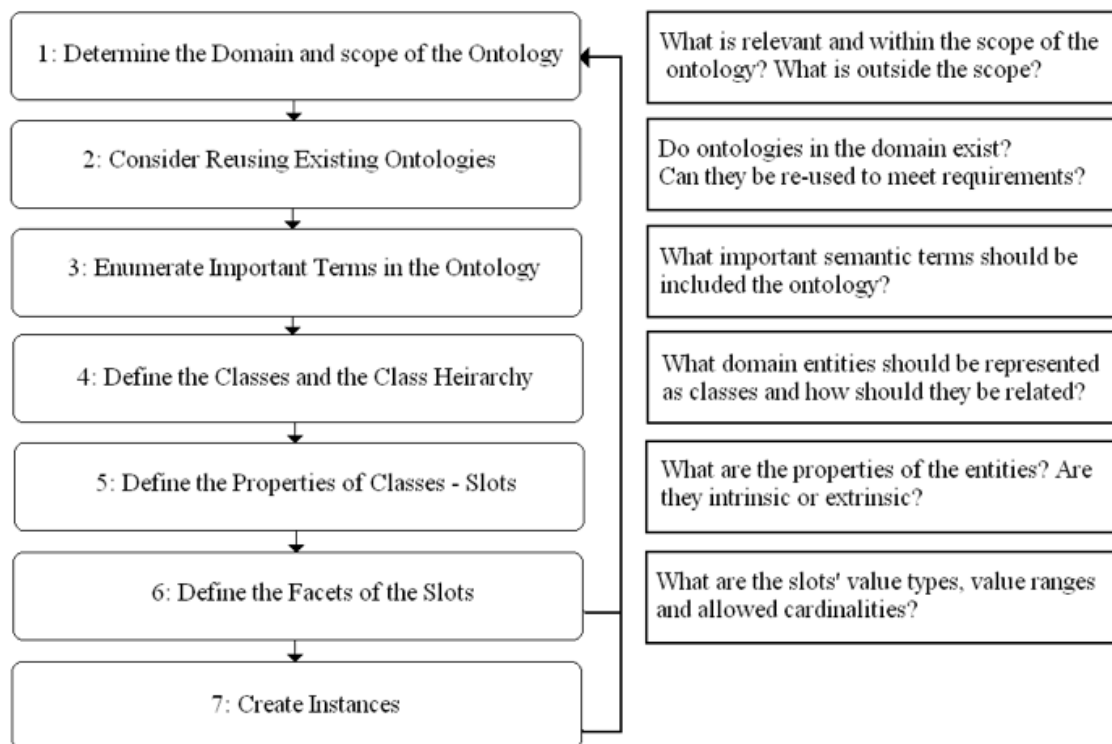 1: Determine the Domain and scope of the Ontology
What is relevant and within the scope of the
ontology? What is outside the scope?
2: Consider Reusing Existing Ontologies
Do ontologies in the domain exist?
Can they be re-used to meet requirements?
3: Enumerate Important Terms in the Ontology
What important semantic terms should be
included the ontology?
4: Define the Classes and the Class Heirarchy
What domain entities should be represented
as classes and how should they be related?
5: Define the Properties of Classes - Slots
What are the properties of the entities? Are
they intrinsic or extrinsic?
6: Define the Facets of the Slots
What are the slots' value types, value ranges
and allowed cardinalities?
7: Create Instances